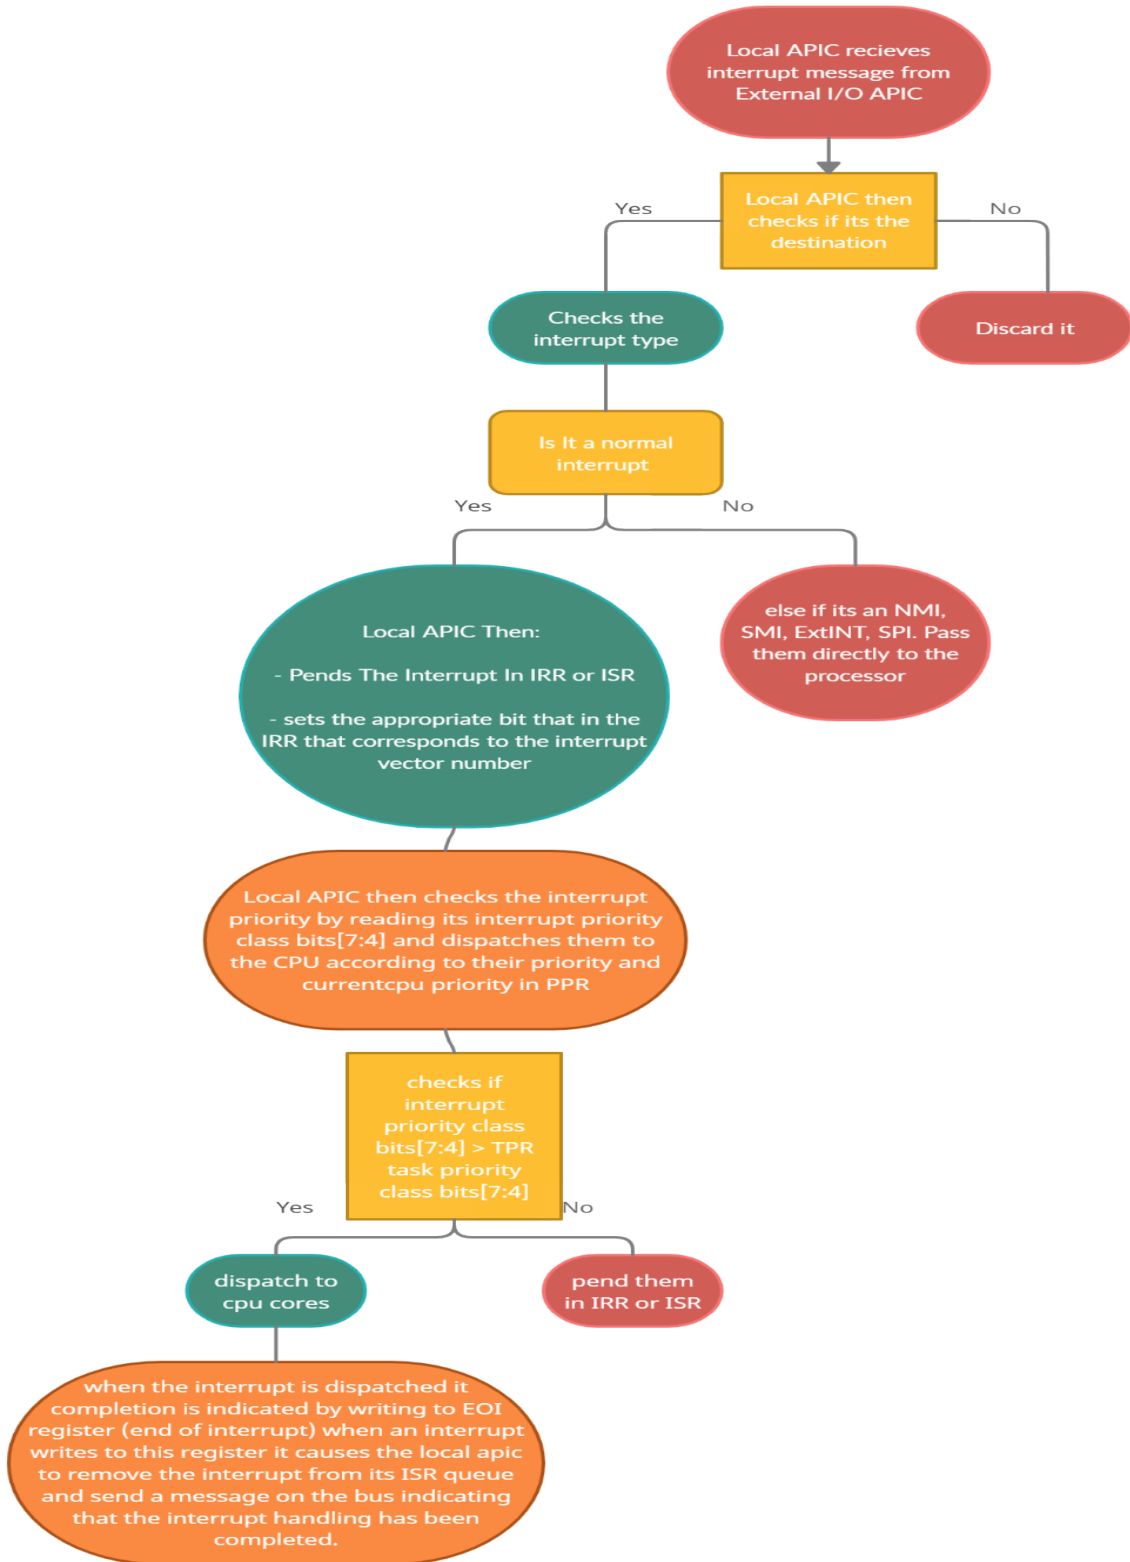 Local APIC recieves
interrupt message from
External I/O APIC
Local APIC then
checks if its the
destination
Yes
No
Checks the
interrupt type
Discard it
Is It a normal
interrupt
Yes
No
Local APIC Then:
- Pends The Interrupt In IRR or ISR
- sets the appropriate bit that in the
IRR that corresponds to the interrupt
vector number
else if its an NMI,
SMI, ExtINT, SPI. Pass
them directly to the
processor
Local APIC then checks the interrupt
priority by reading its interrupt priority
class bits[7:4] and dispatches them to
the CPU according to their priority and
currentcpu priority in PPR
checks if
interrupt
priority class
bits[7:4] > TPR
task priority
class bits[7:4]
Yes
No
dispatch to
cpu cores
pend them
in IRR or ISR
when the interrupt is dispatched it
completion is indicated by writing to EOI
register (end of interrupt) when an interrupt
writes to this register it causes the local apic
to remove the interrupt from its ISR queue
and send a message on the bus indicating
that the interrupt handling has been
completed.